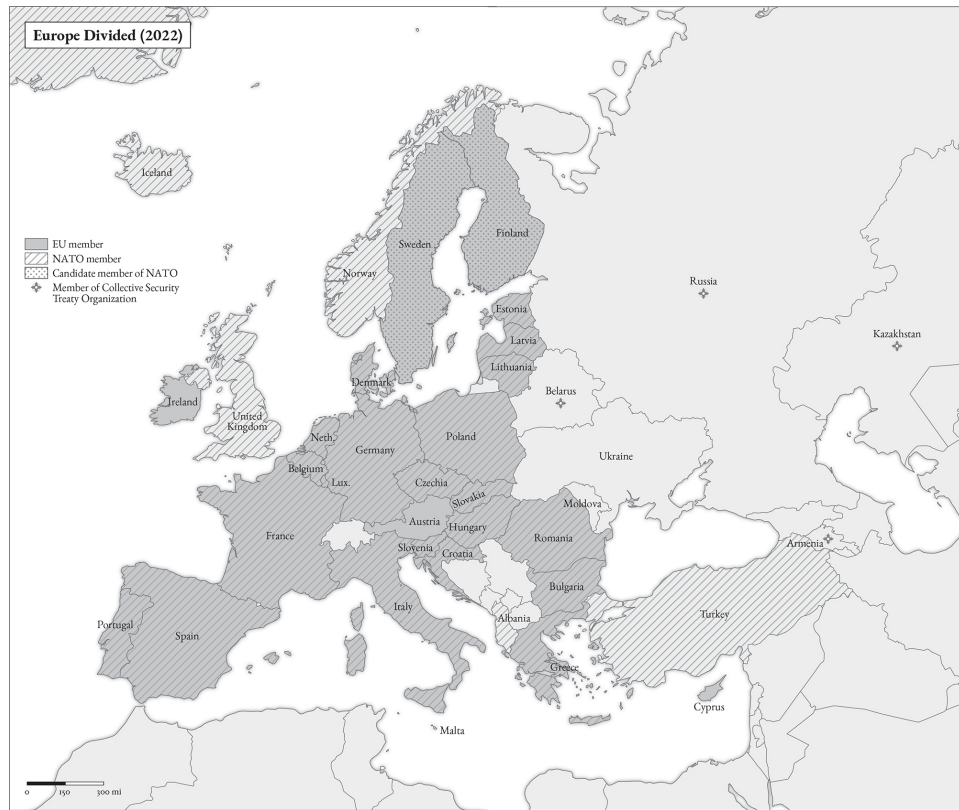 Europe Divided (2022)
Iceland
EU member
NATO member
Candidate member of NATO
Member of Collective Security
Treaty Organization
Sweden
Finland
Norway
Russia
Estonia
Latvia
Lithuania
Kazakhstan
Denmark
Belarus
Ireland
United
Kingdom
Neth.
Poland
Germany
Ukraine
Belgium
Lux.
Czechia
Slovakia
Moldova
Austria
Hungary
France
Romania
Armenia
Slovenia
Croatia
Bulgaria
Italy
Albania
Turkey
Portugal
Spain
Greece
Cyprus
Malta
0 150 300 mi